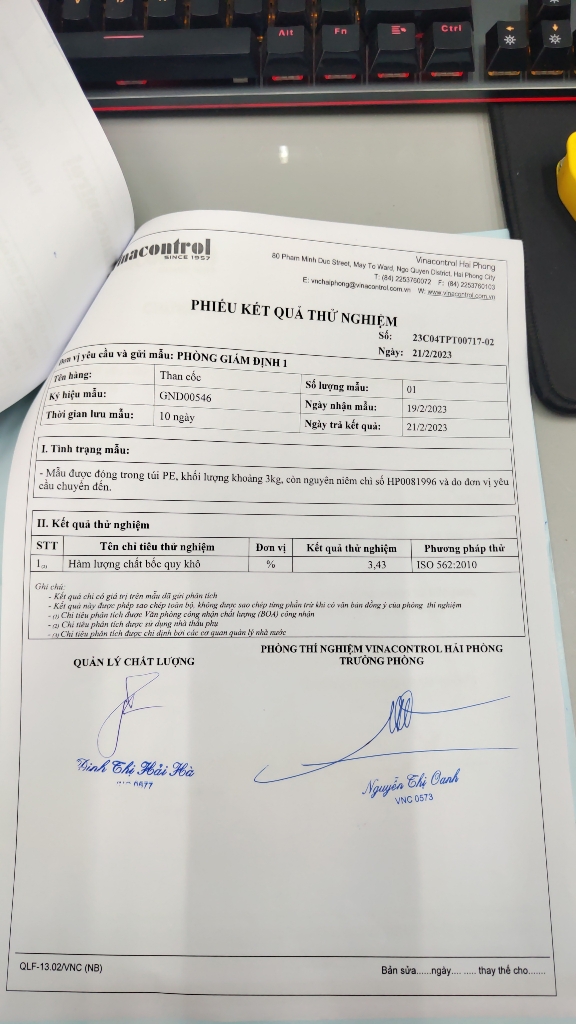 Alt Fn Ctrl
vinacontrol
SINCE 1957
Vinacontrol Hai Phong
80 Pham Minh Duc Street, May To Ward, Ngo Quyen District, Hai Phong City
T: (84) 2253760072 F: (84) 2253760103
E: vnchaiphong@vinacontrol.com.vn W: www.vinacontrol.com.vn
PHIẾU KẾT QUẢ THỬ NGHIỆM
Số: 23C04TPT00717-02
Ngày: 21/2/2023
Đơn vị yêu cầu và gửi mẫu: PHÒNG GIÁM ĐỊNH 1
Tên hàng: Than cốc Số lượng mẫu: 01
Ký hiệu mẫu: GND00546 Ngày nhận mẫu: 19/2/2023
Thời gian lưu mẫu: 10 ngày Ngày trả kết quả: 21/2/2023
I. Tình trạng mẫu:
- Mẫu được đóng trong túi PE, khối lượng khoảng 3kg, còn nguyên niêm chì số HP0081996 và do đơn vị yêu
cầu chuyển đến.
II. Kết quả thử nghiệm
STT Tên chỉ tiêu thử nghiệm Đơn vị Kết quả thử nghiệm Phương pháp thử
1 Hàm lượng chất bốc quy khô % 3,43 ISO 562:2010
Ghi chú:
- Kết quả chỉ có giá trị trên mẫu đã gửi phân tích
- Kết quả này được phép sao chép toàn bộ, không được sao chép từng phần trừ khi có văn bản đồng ý của phòng thí nghiệm
- (1) Chỉ tiêu phân tích được Văn phòng công nhận chất lượng (BOA) công nhận
- (2) Chỉ tiêu phân tích được sử dụng nhà thầu phụ
- (3) Chỉ tiêu phân tích được chỉ định bởi các cơ quan quản lý nhà nước
PHÒNG THÍ NGHIỆM VINACONTROL HẢI PHÒNG
QUẢN LÝ CHẤT LƯỢNG TRƯỞNG PHÒNG
Đinh Thị Hải Hà
Nguyễn Thị Oanh
VNC 0573
QLF-13.02/VNC (NB) Bản sửa......ngày.... ..... thay thế cho.......